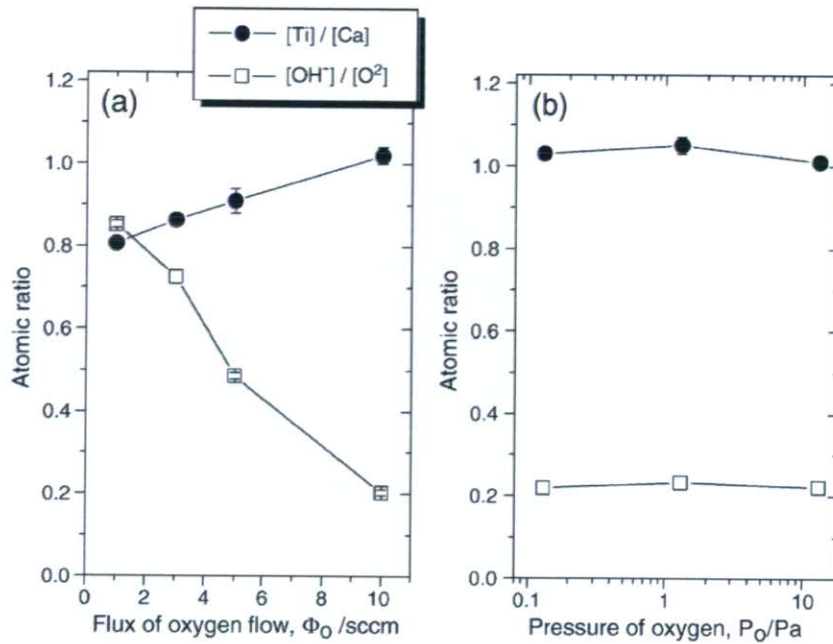 [Ti] / [Ca]
[OH⁻] / [O²]
(a)
1.2
1.0
0.8
0.6
0.4
0.2
0.0
Atomic ratio
0 2 4 6 8 10
Flux of oxygen flow, Φ₀ /sccm
(b)
1.2
1.0
0.8
0.6
0.4
0.2
0.0
Atomic ratio
0.1 1 10
Pressure of oxygen, P₀/Pa